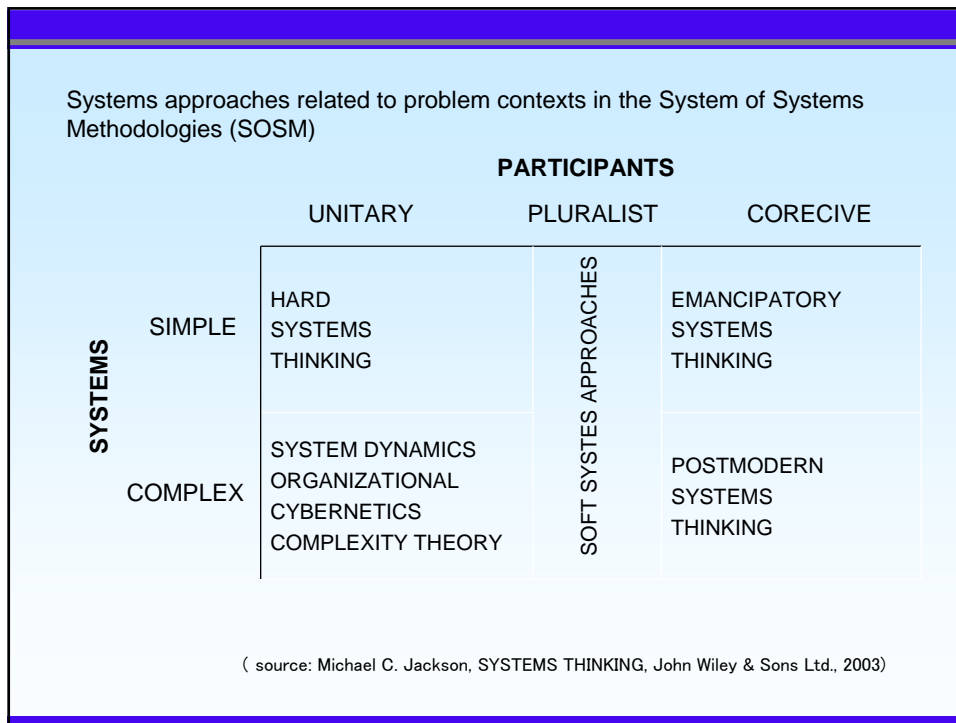 Systems approaches related to problem contexts in the System of Systems
Methodologies (SOSM)
PARTICIPANTS
UNITARY PLURALIST CORECIVE
SYSTEMS
SIMPLE
HARD
SYSTEMS
THINKING
SOFT SYSTES APPROACHES
EMANCIPATORY
SYSTEMS
THINKING
COMPLEX
SYSTEM DYNAMICS
ORGANIZATIONAL
CYBERNETICS
COMPLEXITY THEORY
POSTMODERN
SYSTEMS
THINKING
( source: Michael C. Jackson, SYSTEMS THINKING, John Wiley & Sons Ltd., 2003)